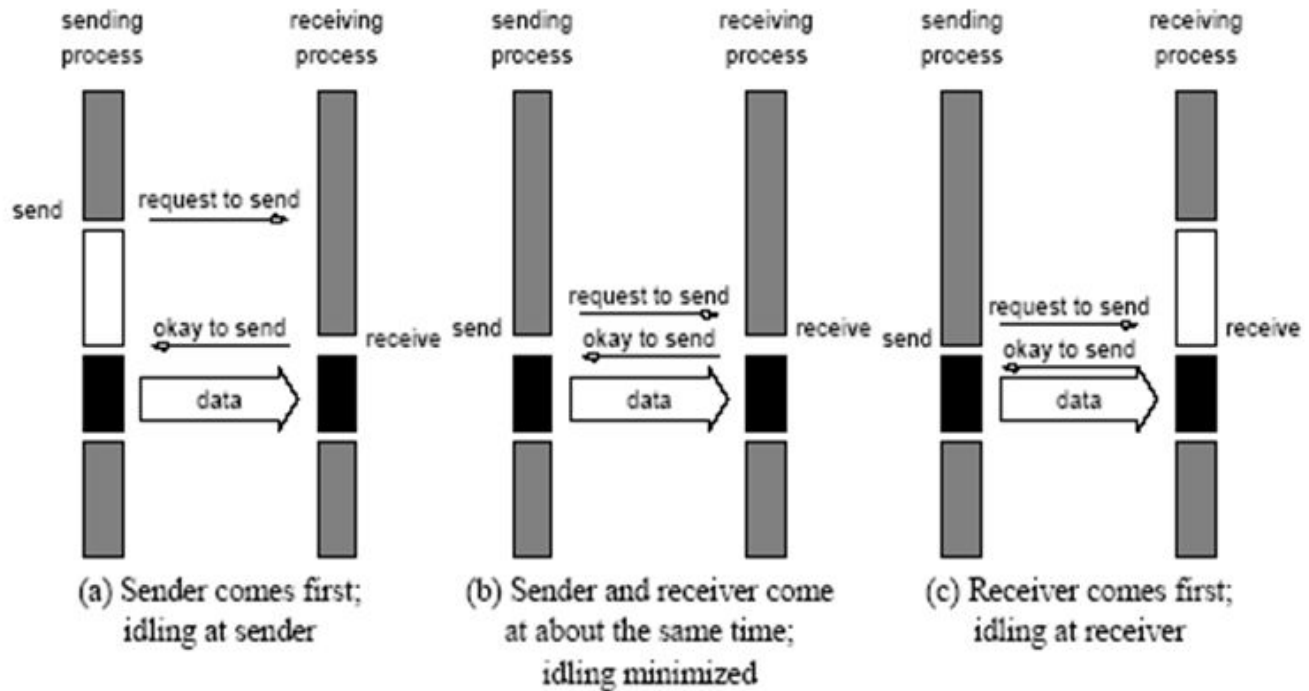 sending
process
receiving
process
send
request to send
okay to send
receive
data
(a) Sender comes first;
idling at sender
sending
process
receiving
process
request to send
send
receive
okay to send
data
(b) Sender and receiver come
at about the same time;
idling minimized
sending
process
receiving
process
request to send
send
receive
okay to send
data
(c) Receiver comes first;
idling at receiver